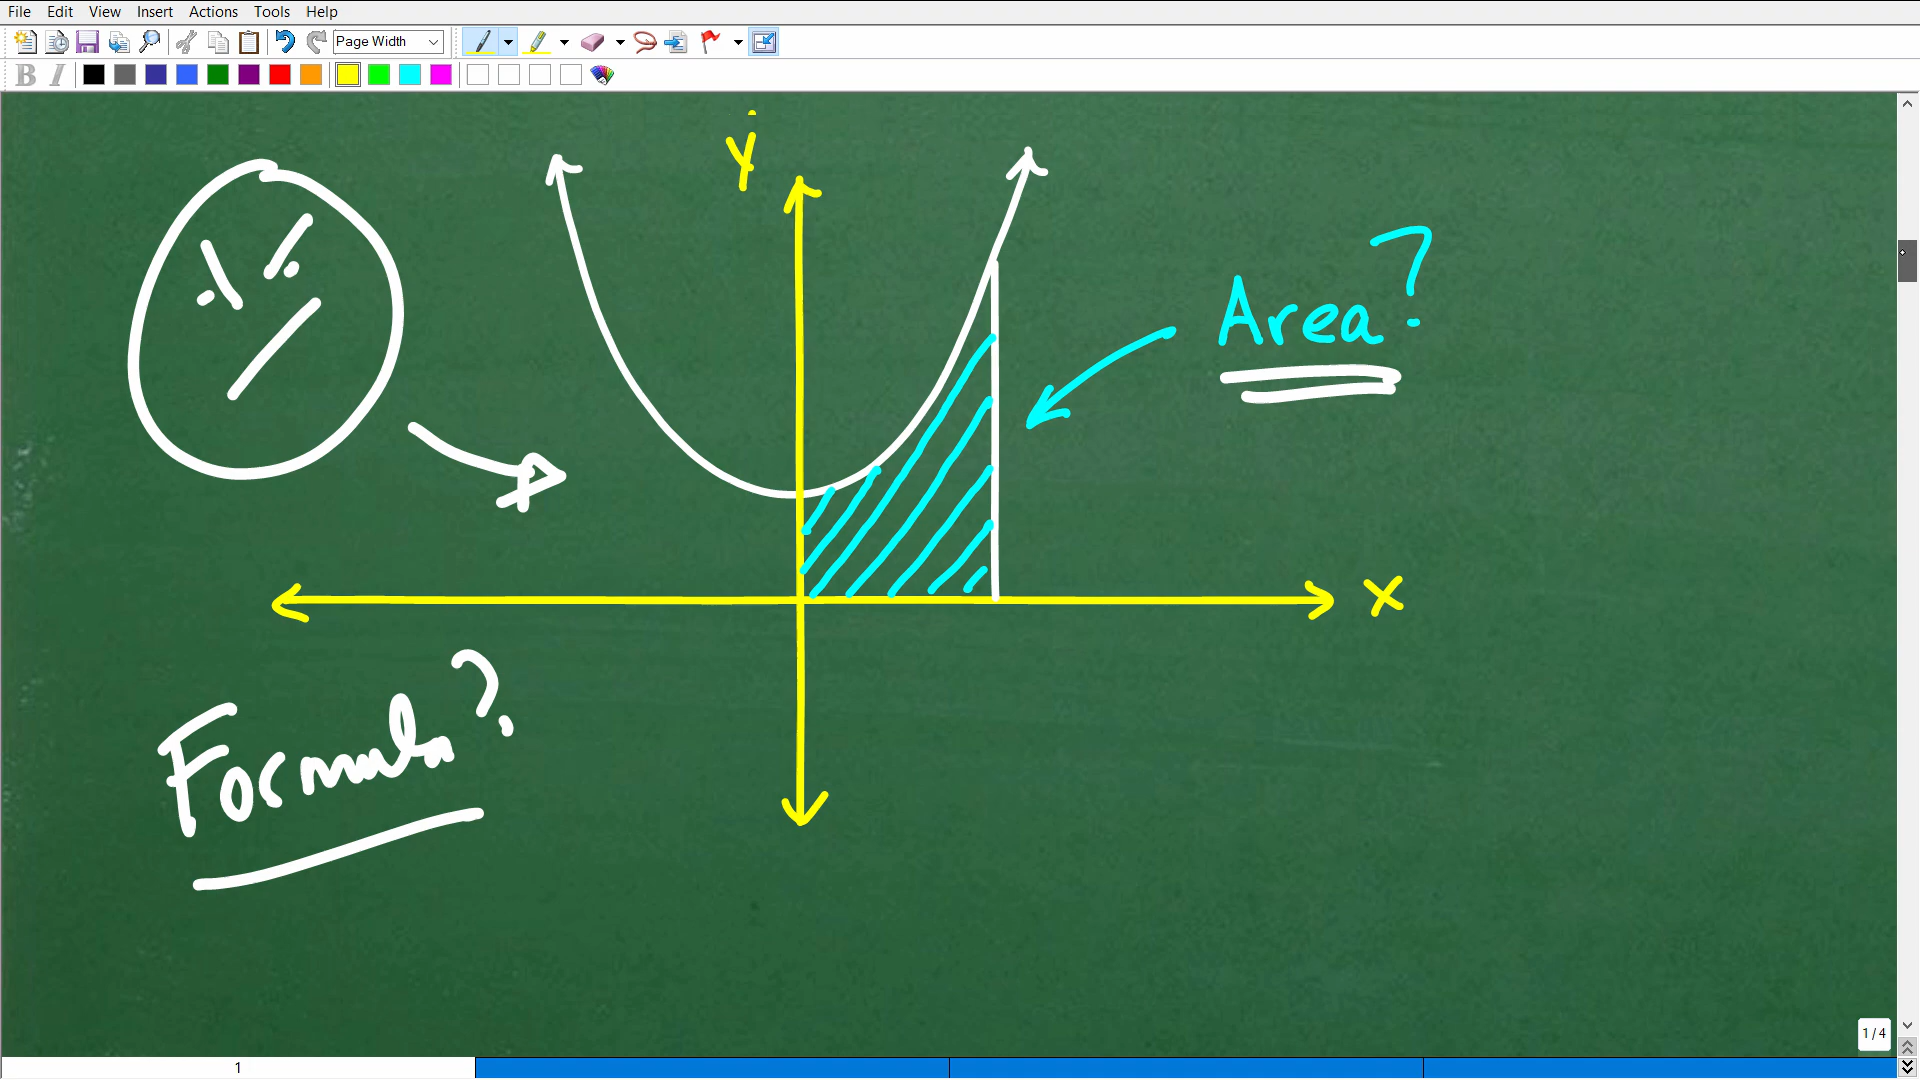 File Edit View Insert Actions Tools Help
Page Width
B I
y
Area?
x
Formula?
1 / 4
1